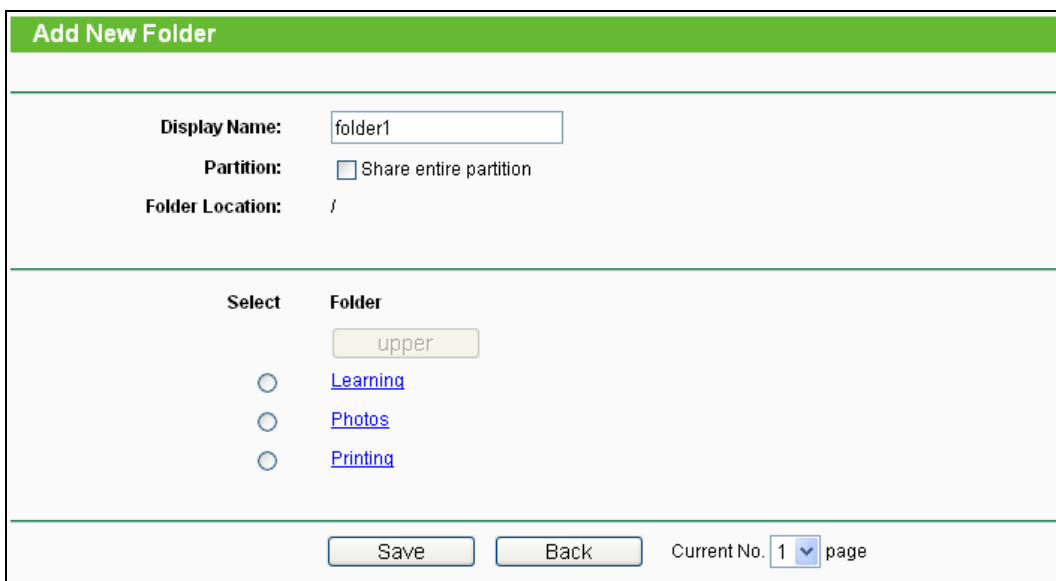 Add New Folder
Display Name: folder1
Partition: Share entire partition
Folder Location: /
Select Folder
upper
Learning
Photos
Printing
Save Back Current No. 1 page